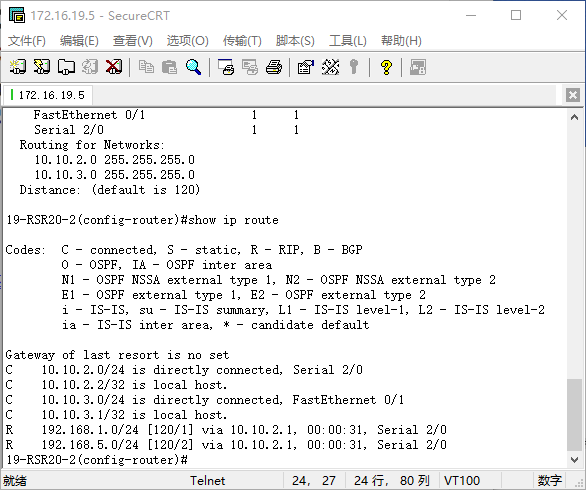 172.16.19.5 - SecureCRT
文件(F) 编辑(E) 查看(V) 选项(O) 传输(T) 脚本(S) 工具(L) 帮助(H)
172.16.19.5
FastEthernet 0/1 1 1
Serial 2/0 1 1
Routing for Networks:
10.10.2.0 255.255.255.0
10.10.3.0 255.255.255.0
Distance: (default is 120)
19-RSR20-2(config-router)#show ip route
Codes: C - connected, S - static, R - RIP, B - BGP
O - OSPF, IA - OSPF inter area
N1 - OSPF NSSA external type 1, N2 - OSPF NSSA external type 2
E1 - OSPF external type 1, E2 - OSPF external type 2
i - IS-IS, su - IS-IS summary, L1 - IS-IS level-1, L2 - IS-IS level-2
ia - IS-IS inter area, * - candidate default
Gateway of last resort is no set
C 10.10.2.0/24 is directly connected, Serial 2/0
C 10.10.2.2/32 is local host.
C 10.10.3.0/24 is directly connected, FastEthernet 0/1
C 10.10.3.1/32 is local host.
R 192.168.1.0/24 [120/1] via 10.10.2.1, 00:00:31, Serial 2/0
R 192.168.5.0/24 [120/2] via 10.10.2.1, 00:00:31, Serial 2/0
19-RSR20-2(config-router)#
就绪 Telnet 24, 27 24 行, 80 列 VT100 数字